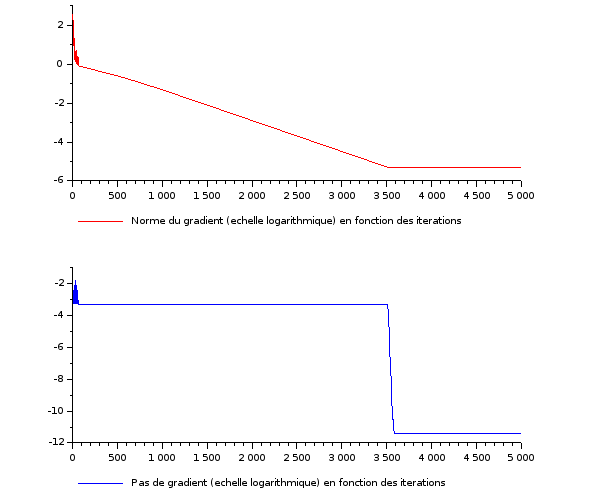 2
0
-2
-4
-6
0 500 1 000 1 500 2 000 2 500 3 000 3 500 4 000 4 500 5 000
Norme du gradient (echelle logarithmique) en fonction des iterations
-2
-4
-6
-8
-10
-12
0 500 1 000 1 500 2 000 2 500 3 000 3 500 4 000 4 500 5 000
Pas de gradient (echelle logarithmique) en fonction des iterations